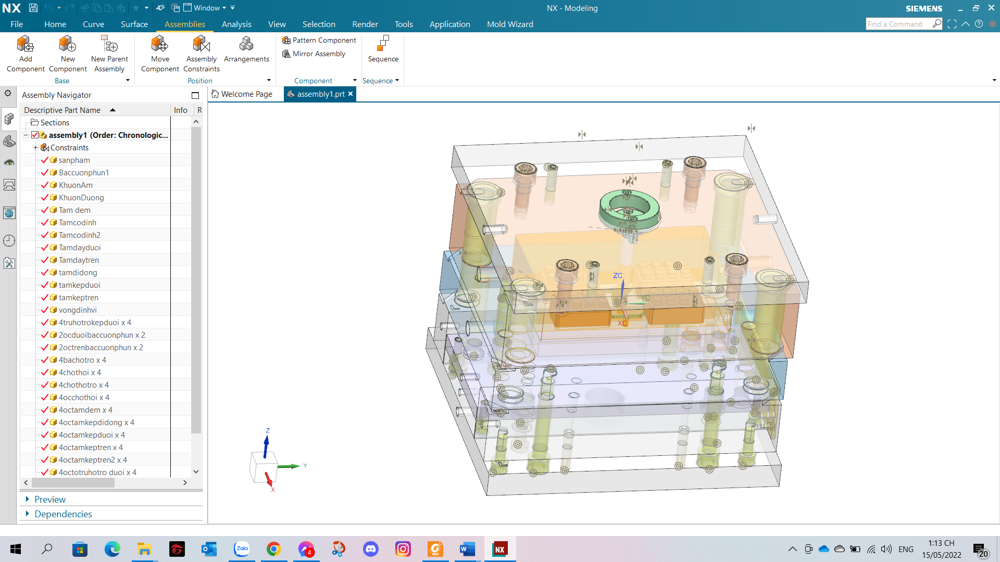 NX
Window
NX - Modeling
SIEMENS
File Home Curve Surface Assemblies Analysis View Selection Render Tools Application Mold Wizard
Find a Command
Add Component
New Component
New Parent Assembly
Move Component
Assembly Constraints
Arrangements
Pattern Component
Mirror Assembly
Sequence
Base
Position
Component
Sequence
Assembly Navigator
Welcome Page
assembly1.prt
Descriptive Part Name Info R
Sections
assembly1 (Order: Chronologic...
Constraints
sanpham
Baccuonphun1
KhuonAm
KhuonDuong
Tam dem
Tamcodinh
Tamcodinh2
Tamdayduoi
Tamdaytren
tamdidong
tamkepduoi
tamkeptren
vongdinhvi
4truhotrokepduoi x 4
2ocduoibaccuonphun x 2
2octrenbaccuonphun x 2
4bachotro x 4
4chothoi x 4
4chothotro x 4
4occhothoi x 4
4octamdem x 4
4octamkepdidong x 4
4octamkepduoi x 4
4octamkeptren x 4
4octamkeptren2 x 4
4octotruhotro duoi x 4
Preview
Dependencies
ZC
YC
XC
Z
Y
X
Zalo
4
PDF
W
NX
ENG
1:13 CH
15/05/2022
20